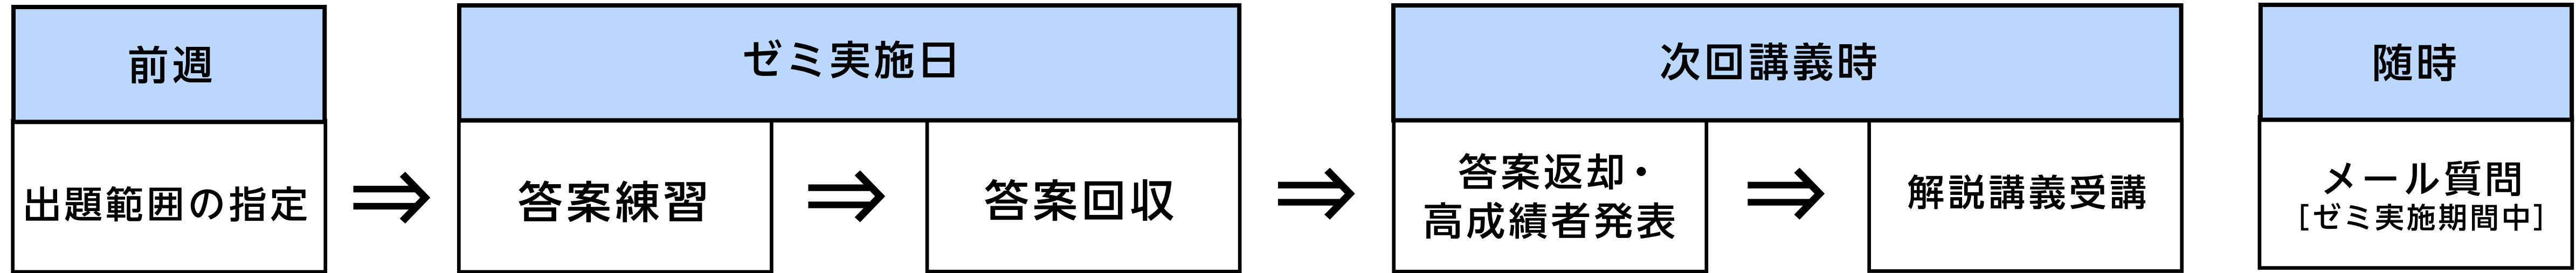 前週
出題範囲の指定
⇒
ゼミ実施日
答案練習
⇒
答案回収
⇒
次回講義時
答案返却・
高成績者発表
⇒
解説講義受講
随時
メール質問
［ゼミ実施期間中］